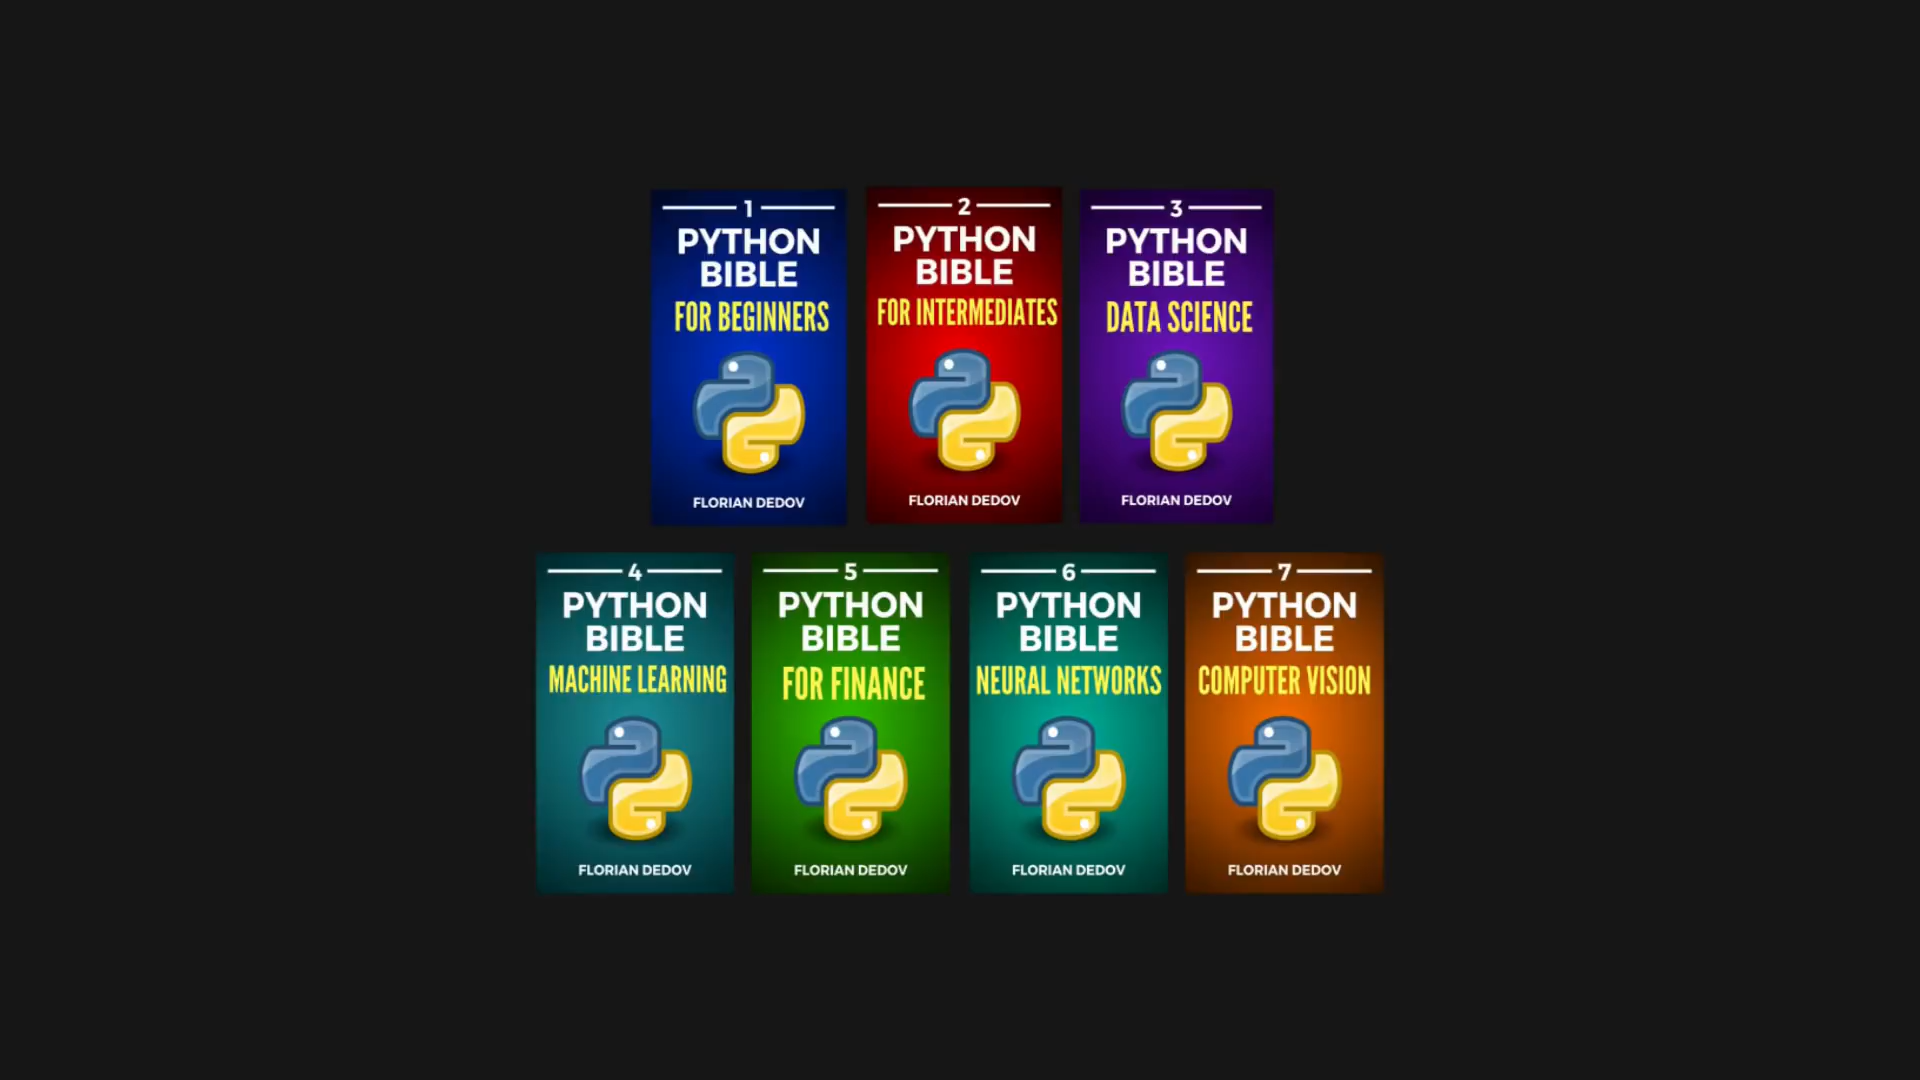 1
PYTHON
BIBLE
FOR BEGINNERS
FLORIAN DEDOV
2
PYTHON
BIBLE
FOR INTERMEDIATES
FLORIAN DEDOV
3
PYTHON
BIBLE
DATA SCIENCE
FLORIAN DEDOV
4
PYTHON
BIBLE
MACHINE LEARNING
FLORIAN DEDOV
5
PYTHON
BIBLE
FOR FINANCE
FLORIAN DEDOV
6
PYTHON
BIBLE
NEURAL NETWORKS
FLORIAN DEDOV
7
PYTHON
BIBLE
COMPUTER VISION
FLORIAN DEDOV